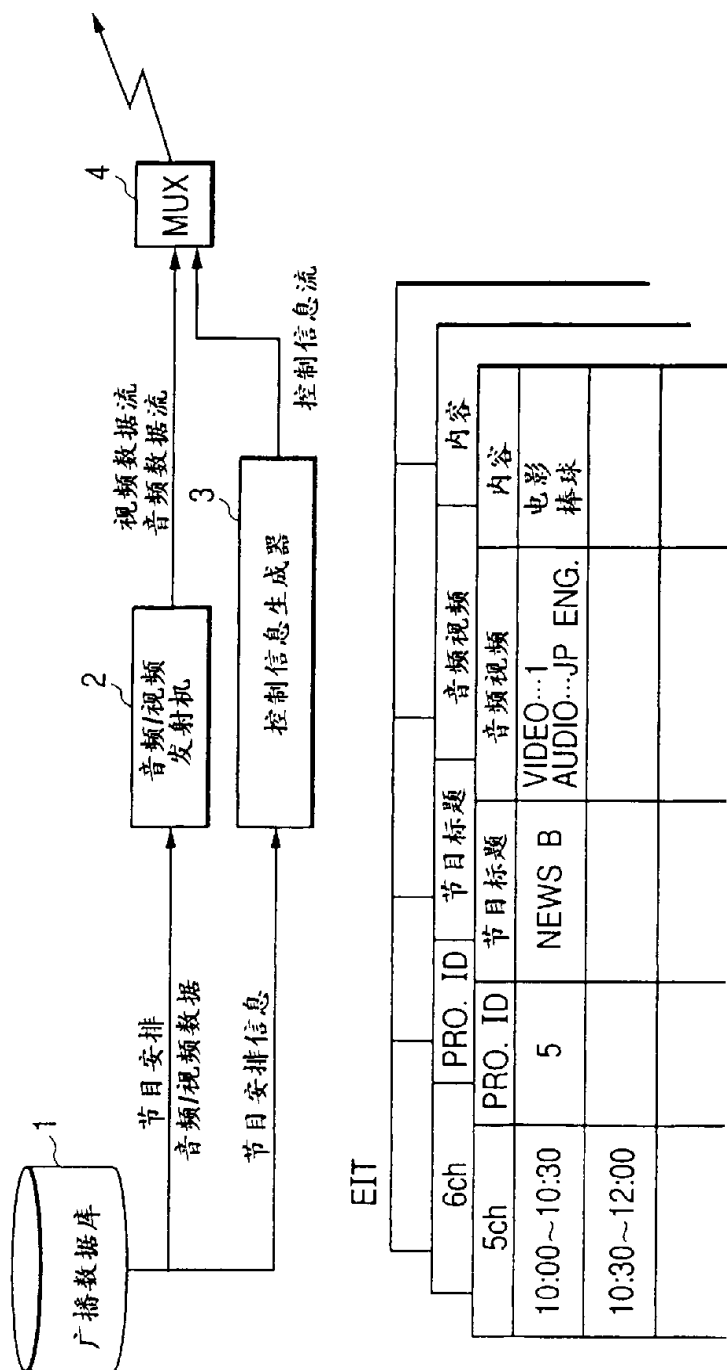 1
广播数据库
节目安排
音频/视频数据
节目安排信息
2
音频/视频
发射机
3
控制信息生成器
视频数据流
音频数据流
控制信息流
4
MUX
EIT
6ch PRO. ID 节目标题 音频视频 内容
5ch PRO. ID 节目标题 音频视频 内容
10:00~10:30 5 NEWS B VIDEO…1 电影
AUDIO…JP ENG. 棒球
10:30~12:00